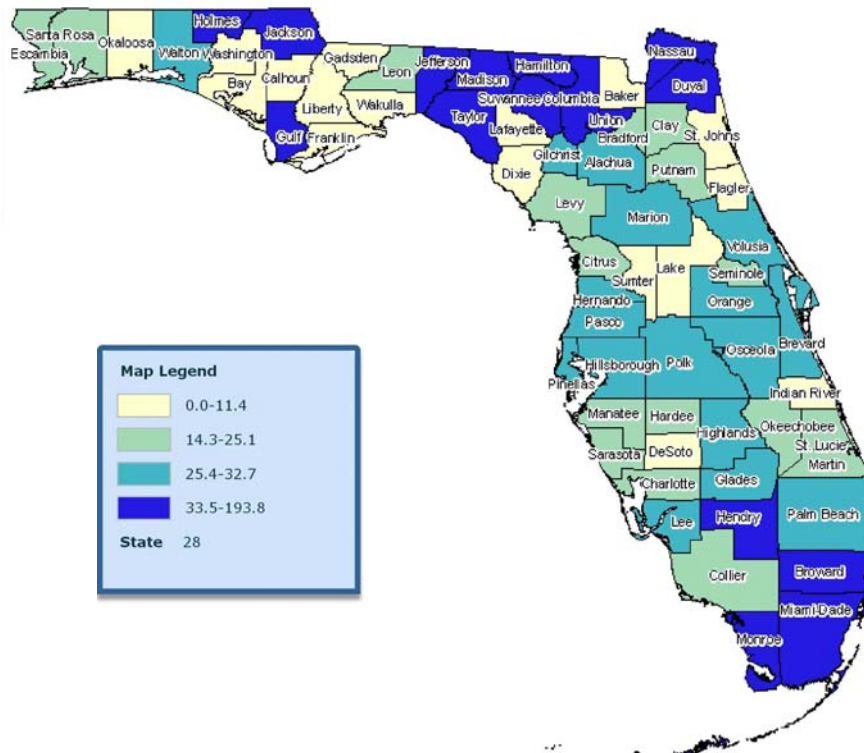 Holmes
Jackson
Santa Rosa
Okaloosa
Walton
Washington
Escambia
Bay
Calhoun
Gadsden
Leon
Jefferson
Madison
Hamilton
Nassau
Duval
Liberty
Wakulla
Taylor
Suwannee
Columbia
Baker
Gulf
Franklin
Lafayette
Union
Bradford
Clay
St. Johns
Dixie
Gilchrist
Alachua
Putnam
Flagler
Levy
Marion
Volusia
Citrus
Sumter
Lake
Seminole
Hernando
Orange
Pasco
Pinellas
Hillsborough
Polk
Osceola
Brevard
Indian River
Manatee
Hardee
Highlands
Okeechobee
St. Lucie
Sarasota
DeSoto
Martin
Charlotte
Glades
Lee
Hendry
Palm Beach
Collier
Broward
Miami-Dade
Monroe
Map Legend
0.0-11.4
14.3-25.1
25.4-32.7
33.5-193.8
State 28